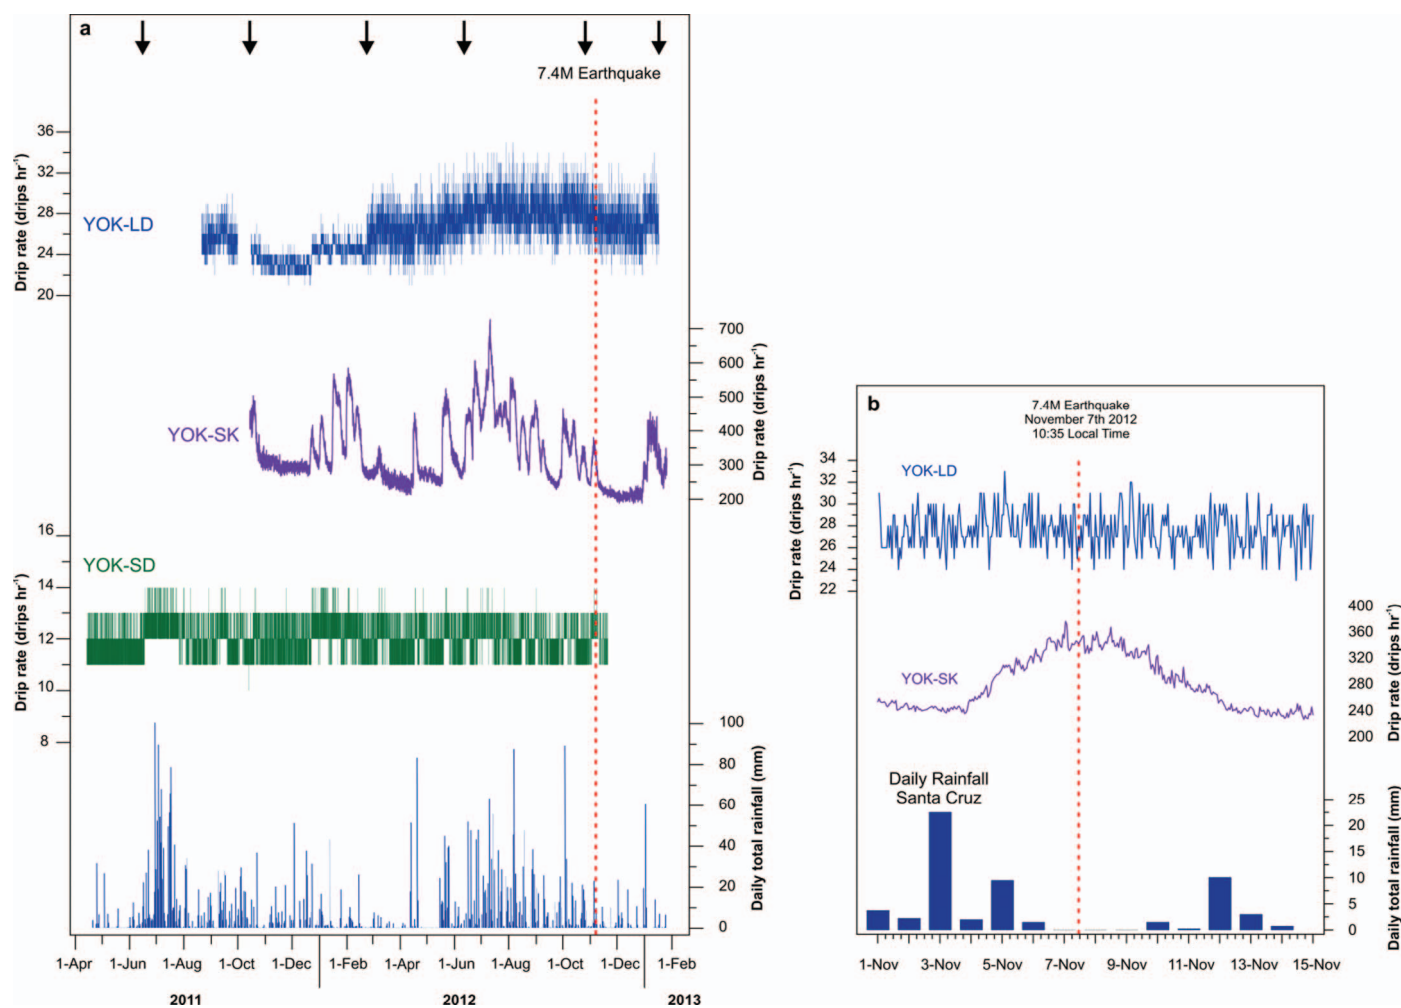 a
7.4M Earthquake
36
32
28
24
20
Drip rate (drips hr⁻¹)
YOK-LD
700
600
500
400
300
200
Drip rate (drips hr⁻¹)
YOK-SK
16
14
12
10
8
Drip rate (drips hr⁻¹)
YOK-SD
100
80
60
40
20
0
Daily total rainfall (mm)
1-Apr 1-Jun 1-Aug 1-Oct 1-Dec 1-Feb 1-Apr 1-Jun 1-Aug 1-Oct 1-Dec 1-Feb
2011 2012 2013
b
7.4M Earthquake
November 7th 2012
10:35 Local Time
34
32
30
28
26
24
22
Drip rate (drips hr⁻¹)
YOK-LD
400
360
320
280
240
200
Drip rate (drips hr⁻¹)
YOK-SK
Daily Rainfall
Santa Cruz
25
20
15
10
5
0
Daily total rainfall (mm)
1-Nov 3-Nov 5-Nov 7-Nov 9-Nov 11-Nov 13-Nov 15-Nov